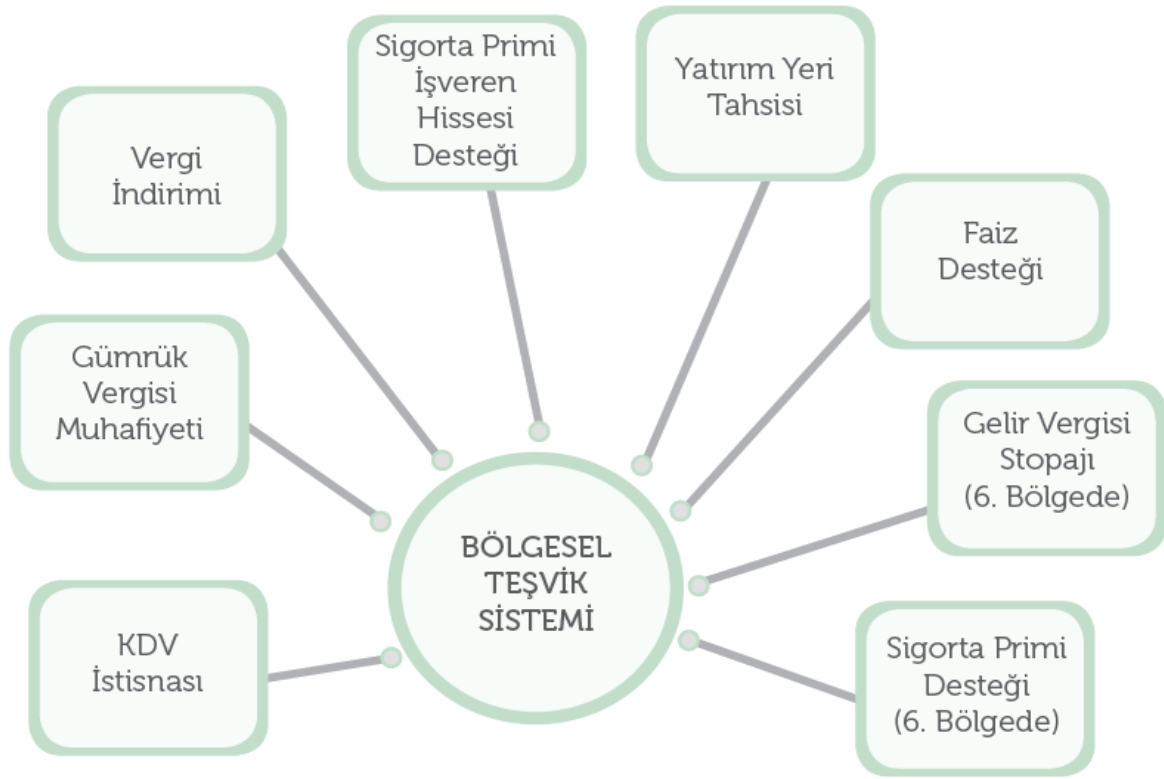 Sigorta Primi
İşveren
Hissesi
Desteği
Yatırım Yeri
Tahsisi
Vergi
İndirimi
Faiz
Desteği
Gümrük
Vergisi
Muhafiyeti
Gelir Vergisi
Stopajı
(6. Bölgede)
BÖLGESEL
TEŞVİK
SİSTEMİ
KDV
İstisnası
Sigorta Primi
Desteği
(6. Bölgede)